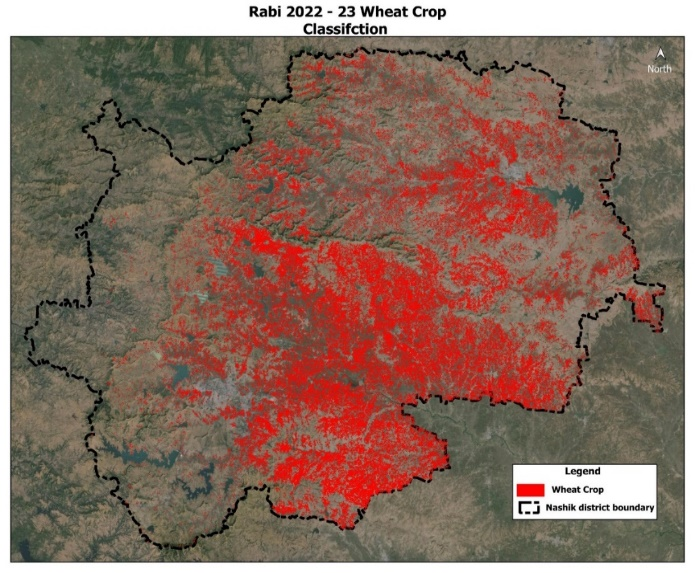 Rabi 2022 - 23 Wheat Crop
Classifction
North
Legend
Wheat Crop
Nashik district boundary